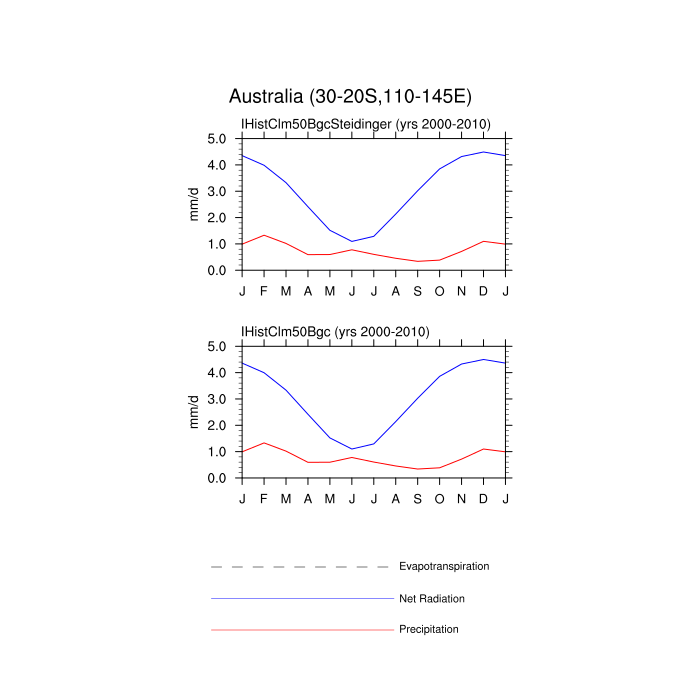 Australia (30-20S,110-145E)
IHistClm50BgcSteidinger (yrs 2000-2010)
5.0
4.0
3.0
2.0
1.0
0.0
mm/d
J F M A M J J A S O N D J
IHistClm50Bgc (yrs 2000-2010)
5.0
4.0
3.0
2.0
1.0
0.0
mm/d
J F M A M J J A S O N D J
Evapotranspiration
Net Radiation
Precipitation